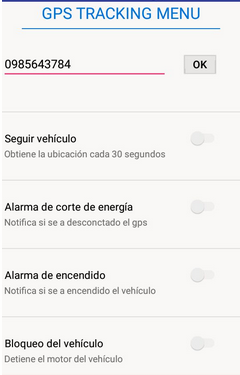 GPS TRACKING MENU
0985643784
OK
Seguir vehículo
Obtiene la ubicación cada 30 segundos
Alarma de corte de energía
Notifica si se a desconctado el gps
Alarma de encendido
Notifica si se a encendido el vehículo
Bloqueo del vehículo
Detiene el motor del vehículo